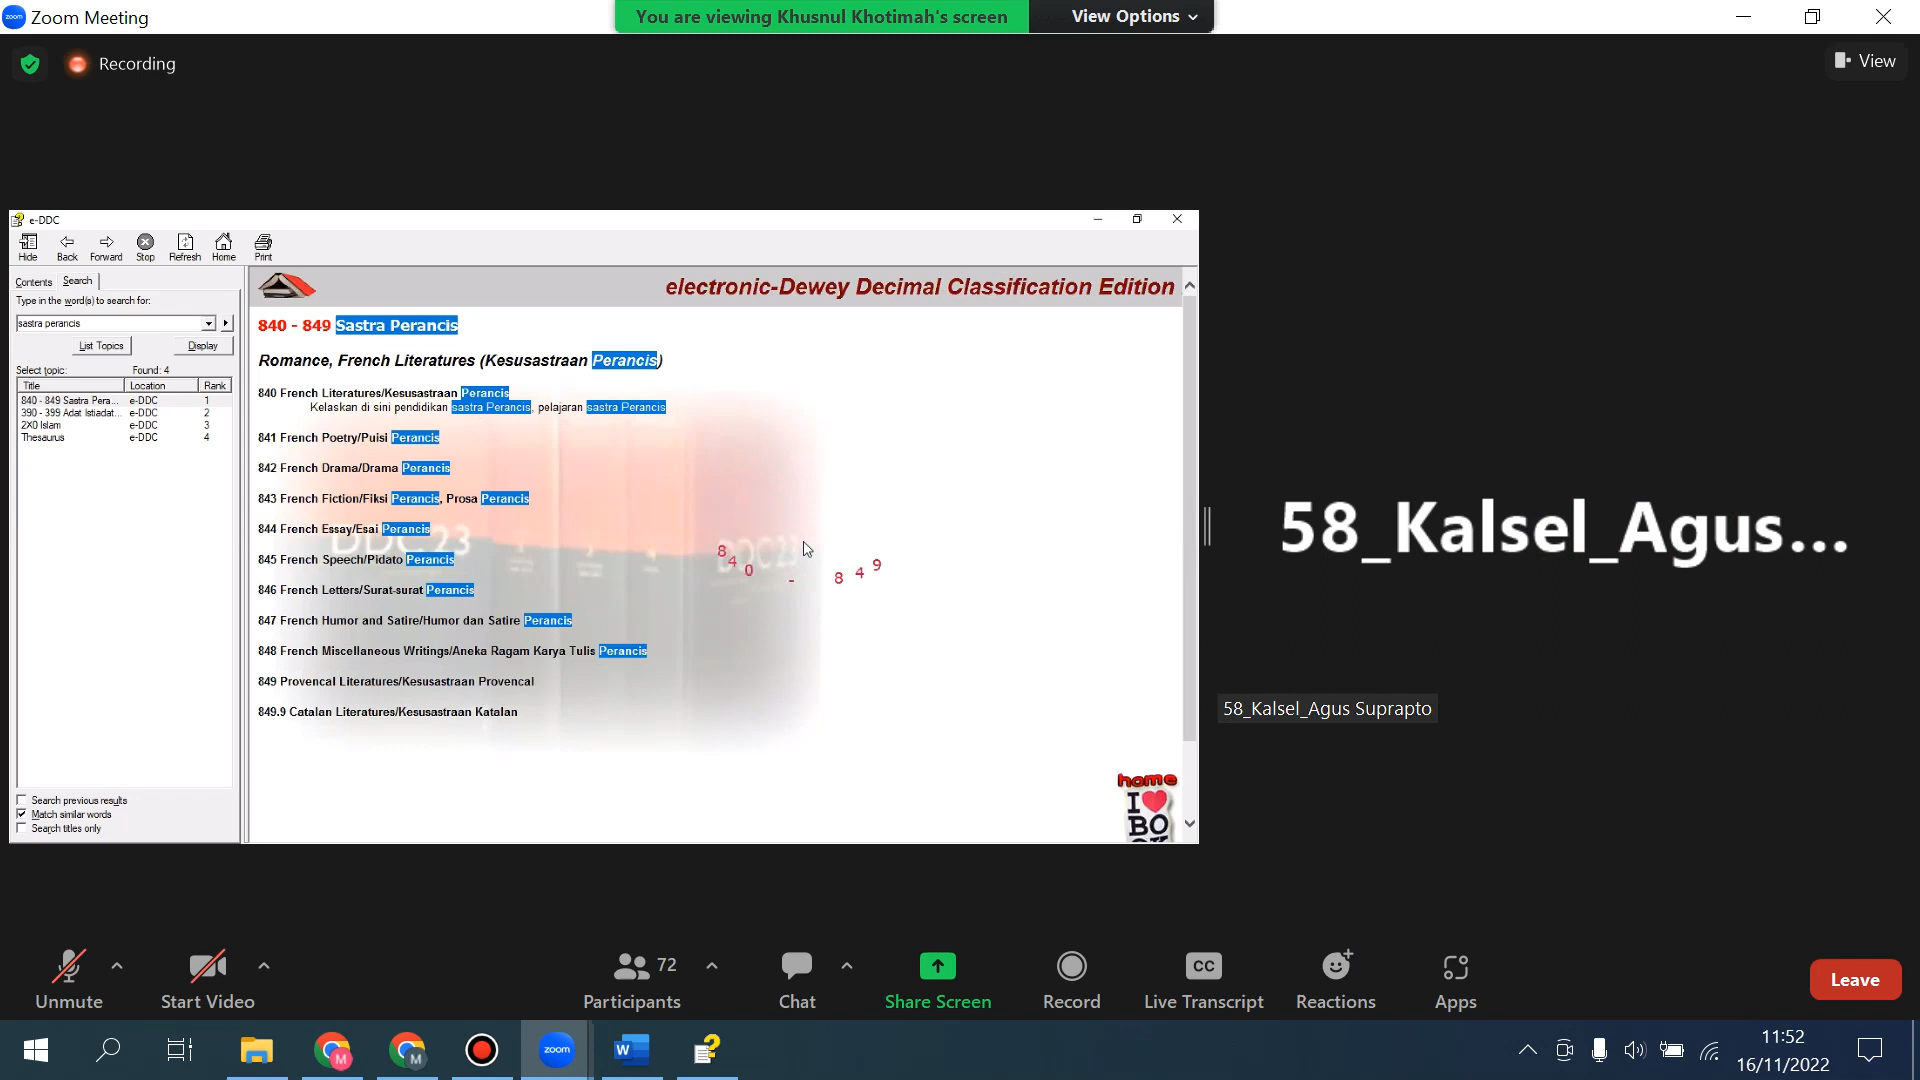 Zoom Meeting
You are viewing Khusnul Khotimah's screen
View Options
Recording
View
e-DDC
Hide Back Forward Stop Refresh Home Print
Contents Search
Type in the word(s) to search for:
sastra perancis
List Topics Display
Select topic: Found: 4
Title Location Rank
840 - 849 Sastra Pera... e-DDC 1
390 - 399 Adat Istiadat... e-DDC 2
2X0 Islam e-DDC 3
Thesaurus e-DDC 4
Search previous results
Match similar words
Search titles only
electronic-Dewey Decimal Classification Edition
840 - 849 Sastra Perancis
Romance, French Literatures (Kesusastraan Perancis)
840 French Literatures/Kesusastraan Perancis
Kelaskan di sini pendidikan sastra Perancis, pelajaran sastra Perancis
841 French Poetry/Puisi Perancis
842 French Drama/Drama Perancis
843 French Fiction/Fiksi Perancis, Prosa Perancis
844 French Essay/Esai Perancis
845 French Speech/Pidato Perancis
846 French Letters/Surat-surat Perancis
847 French Humor and Satire/Humor dan Satire Perancis
848 French Miscellaneous Writings/Aneka Ragam Karya Tulis Perancis
849 Provencal Literatures/Kesusastraan Provencal
849.9 Catalan Literatures/Kesusastraan Katalan
DDC 23
DDC 23
840 - 849
home
I
BO
58_Kalsel_Agus...
58_Kalsel_Agus Suprapto
Unmute
Start Video
72
Participants
Chat
Share Screen
Record
CC
Live Transcript
Reactions
Apps
Leave
zoom
11:52
16/11/2022